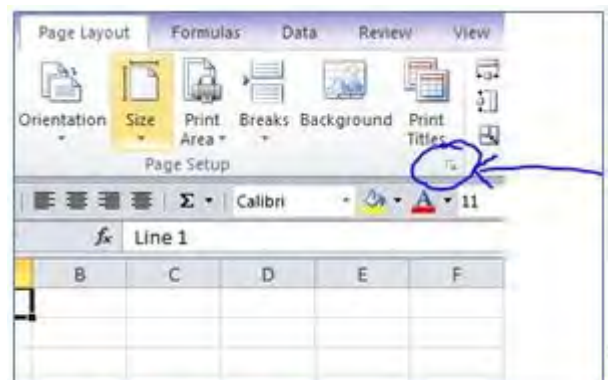 Page Layout Formulas Data Review View
Orientation Size Print Area Breaks Background Print Titles
Page Setup
Σ Calibri A 11
fx Line 1
B C D E F